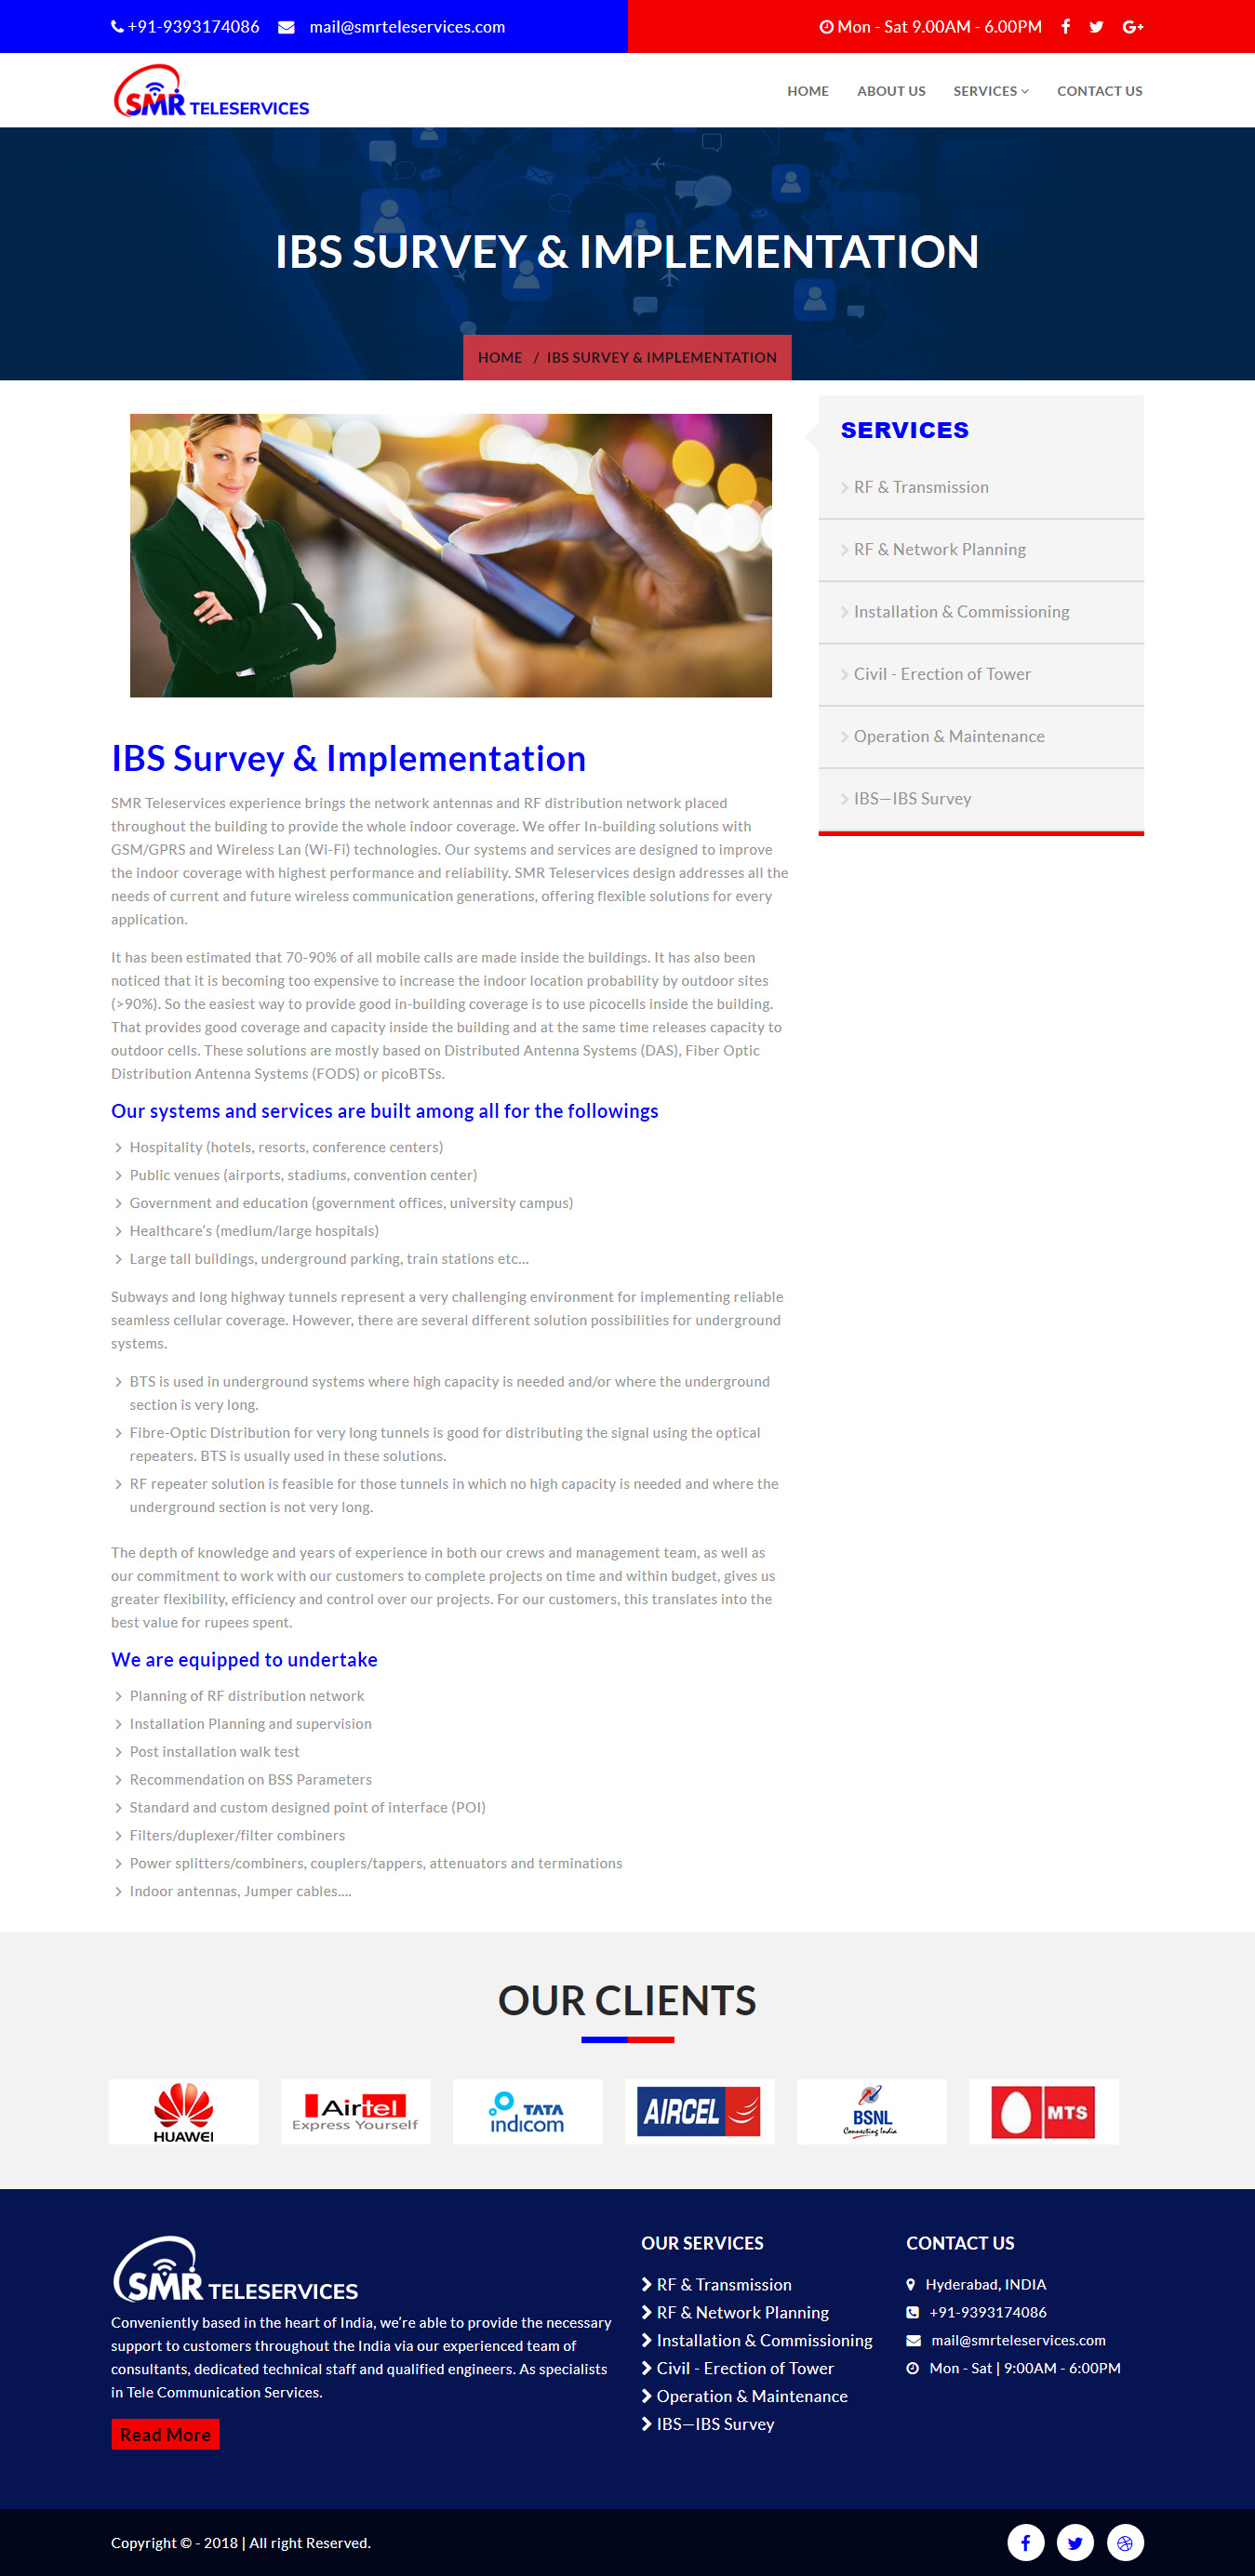 +91-9393174086 mail@smrteleservices.com
Mon - Sat 9.00AM - 6.00PM
SMR TELESERVICES
HOME ABOUT US SERVICES CONTACT US
IBS SURVEY & IMPLEMENTATION
HOME / IBS SURVEY & IMPLEMENTATION
SERVICES
RF & Transmission
RF & Network Planning
Installation & Commissioning
Civil - Erection of Tower
Operation & Maintenance
IBS—IBS Survey
IBS Survey & Implementation
SMR Teleservices experience brings the network antennas and RF distribution network placed
throughout the building to provide the whole indoor coverage. We offer In-building solutions with
GSM/GPRS and Wireless Lan (Wi-Fi) technologies. Our systems and services are designed to improve
the indoor coverage with highest performance and reliability. SMR Teleservices design addresses all the
needs of current and future wireless communication generations, offering flexible solutions for every
application.
It has been estimated that 70-90% of all mobile calls are made inside the buildings. It has also been
noticed that it is becoming too expensive to increase the indoor location probability by outdoor sites
(>90%). So the easiest way to provide good in-building coverage is to use picocells inside the building.
That provides good coverage and capacity inside the building and at the same time releases capacity to
outdoor cells. These solutions are mostly based on Distributed Antenna Systems (DAS), Fiber Optic
Distribution Antenna Systems (FODS) or picoBTSs.
Our systems and services are built among all for the followings
Hospitality (hotels, resorts, conference centers)
Public venues (airports, stadiums, convention center)
Government and education (government offices, university campus)
Healthcare's (medium/large hospitals)
Large tall buildings, underground parking, train stations etc...
Subways and long highway tunnels represent a very challenging environment for implementing reliable
seamless cellular coverage. However, there are several different solution possibilities for underground
systems.
BTS is used in underground systems where high capacity is needed and/or where the underground
section is very long.
Fibre-Optic Distribution for very long tunnels is good for distributing the signal using the optical
repeaters. BTS is usually used in these solutions.
RF repeater solution is feasible for those tunnels in which no high capacity is needed and where the
underground section is not very long.
The depth of knowledge and years of experience in both our crews and management team, as well as
our commitment to work with our customers to complete projects on time and within budget, gives us
greater flexibility, efficiency and control over our projects. For our customers, this translates into the
best value for rupees spent.
We are equipped to undertake
Planning of RF distribution network
Installation Planning and supervision
Post installation walk test
Recommendation on BSS Parameters
Standard and custom designed point of interface (POI)
Filters/duplexer/filter combiners
Power splitters/combiners, couplers/tappers, attenuators and terminations
Indoor antennas, Jumper cables....
OUR CLIENTS
HUAWEI
Airtel
Express Yourself
TATA
indicom
AIRCEL
BSNL
Connecting India
MTS
SMR TELESERVICES
Conveniently based in the heart of India, we're able to provide the necessary
support to customers throughout the India via our experienced team of
consultants, dedicated technical staff and qualified engineers. As specialists
in Tele Communication Services.
Read More
OUR SERVICES
RF & Transmission
RF & Network Planning
Installation & Commissioning
Civil - Erection of Tower
Operation & Maintenance
IBS—IBS Survey
CONTACT US
Hyderabad, INDIA
+91-9393174086
mail@smrteleservices.com
Mon - Sat | 9:00AM - 6:00PM
Copyright © - 2018 | All right Reserved.